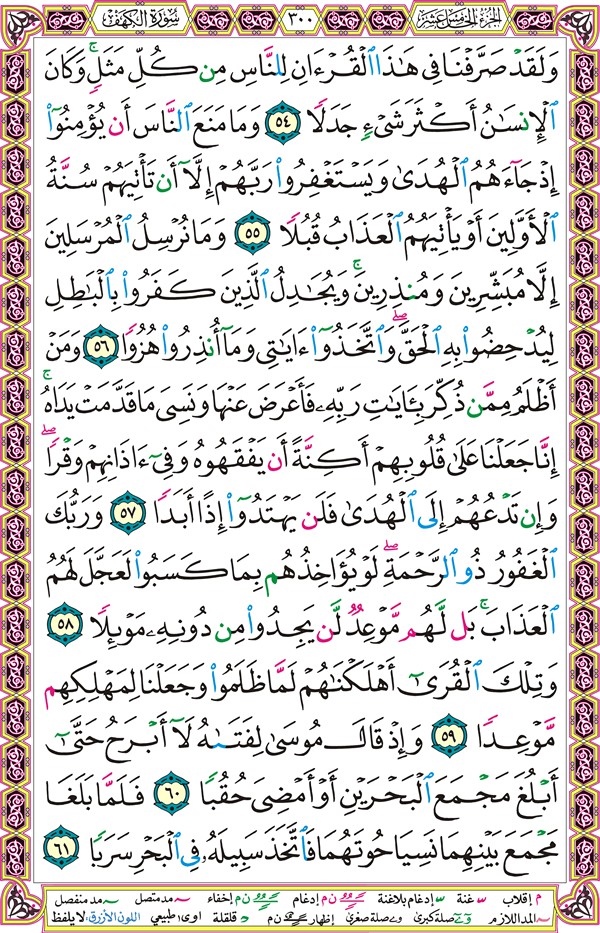 الجزء الخامس عشر ٣٠٠ سورة الكهف
وَلَقَدْ صَرَّفْنَا فِى هَٰذَا ٱلْقُرْءَانِ لِلنَّاسِ مِن كُلِّ مَثَلٍۢ ۚ وَكَانَ
ٱلْإِنسَٰنُ أَكْثَرَ شَىْءٍۢ جَدَلًۭا ٥٤ وَمَا مَنَعَ ٱلنَّاسَ أَن يُؤْمِنُوٓا۟
إِذْ جَآءَهُمُ ٱلْهُدَىٰ وَيَسْتَغْفِرُوا۟ رَبَّهُمْ إِلَّآ أَن تَأْتِيَهُمْ سُنَّةُ
ٱلْأَوَّلِينَ أَوْ يَأْتِيَهُمُ ٱلْعَذَابُ قُبُلًۭا ٥٥ وَمَا نُرْسِلُ ٱلْمُرْسَلِينَ
إِلَّا مُبَشِّرِينَ وَمُنذِرِينَ ۚ وَيُجَٰدِلُ ٱلَّذِينَ كَفَرُوا۟ بِٱلْبَٰطِلِ
لِيُدْحِضُوا۟ بِهِ ٱلْحَقَّ ۖ وَٱتَّخَذُوٓا۟ ءَايَٰتِى وَمَآ أُنذِرُوا۟ هُزُوًۭا ٥٦ وَمَنْ
أَظْلَمُ مِمَّن ذُكِّرَ بِـَٔايَٰتِ رَبِّهِۦ فَأَعْرَضَ عَنْهَا وَنَسِىَ مَا قَدَّمَتْ يَدَاهُ ۚ
إِنَّا جَعَلْنَا عَلَىٰ قُلُوبِهِمْ أَكِنَّةً أَن يَفْقَهُوهُ وَفِىٓ ءَاذَانِهِمْ وَقْرًۭا ۖ
وَإِن تَدْعُهُمْ إِلَى ٱلْهُدَىٰ فَلَن يَهْتَدُوٓا۟ إِذًا أَبَدًۭا ٥٧ وَرَبُّكَ
ٱلْغَفُورُ ذُو ٱلرَّحْمَةِ ۖ لَوْ يُؤَاخِذُهُم بِمَا كَسَبُوا۟ لَعَجَّلَ لَهُمُ
ٱلْعَذَابَ ۚ بَل لَّهُم مَّوْعِدٌۭ لَّن يَجِدُوا۟ مِن دُونِهِۦ مَوْئِلًۭا ٥٨
وَتِلْكَ ٱلْقُرَىٰٓ أَهْلَكْنَٰهُمْ لَمَّا ظَلَمُوا۟ وَجَعَلْنَا لِمَهْلِكِهِم
مَّوْعِدًۭا ٥٩ وَإِذْ قَالَ مُوسَىٰ لِفَتَىٰهُ لَآ أَبْرَحُ حَتَّىٰٓ
أَبْلُغَ مَجْمَعَ ٱلْبَحْرَيْنِ أَوْ أَمْضِىَ حُقُبًۭا ٦٠ فَلَمَّا بَلَغَا
مَجْمَعَ بَيْنِهِمَا نَسِيَا حُوتَهُمَا فَٱتَّخَذَ سَبِيلَهُۥ فِى ٱلْبَحْرِ سَرَبًۭا ٦١
م إقلاب غنة إدغام بلاغنة ن م إدغام ن م إخفاء مد متصل مد منفصل
المد اللازم صلة كبرى صلة صغرى إظهار ن م قلقلة اوى طبيعي اللون الأزرق لا يلفظ